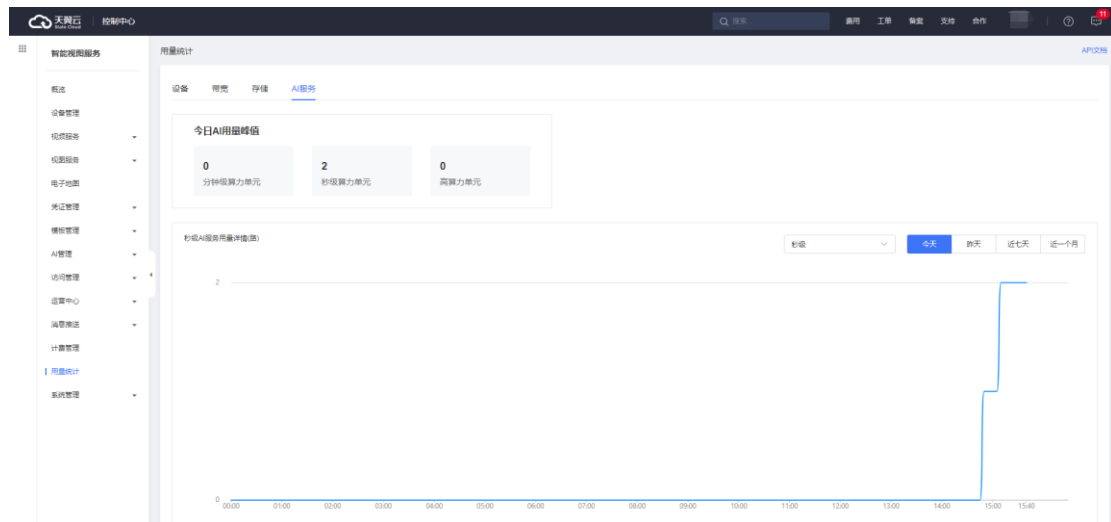 天翼云 State Cloud 控制中心 搜索... 费用 工单 备案 支持 合作 11
智能视图服务 用量统计 API文档
概览
设备管理
视频服务
视图服务
电子地图
凭证管理
模板管理
AI管理
访问管理
运营中心
消息推送
计费管理
用量统计
系统管理
设备 带宽 存储 AI服务
今日AI用量峰值
0 2 0
分钟级算力单元 秒级算力单元 高算力单元
秒级AI服务用量详情(路) 秒级 今天 昨天 近七天 近一个月
2
0
00:00 01:00 02:00 03:00 04:00 05:00 06:00 07:00 08:00 09:00 10:00 11:00 12:00 13:00 14:00 15:00 15:40